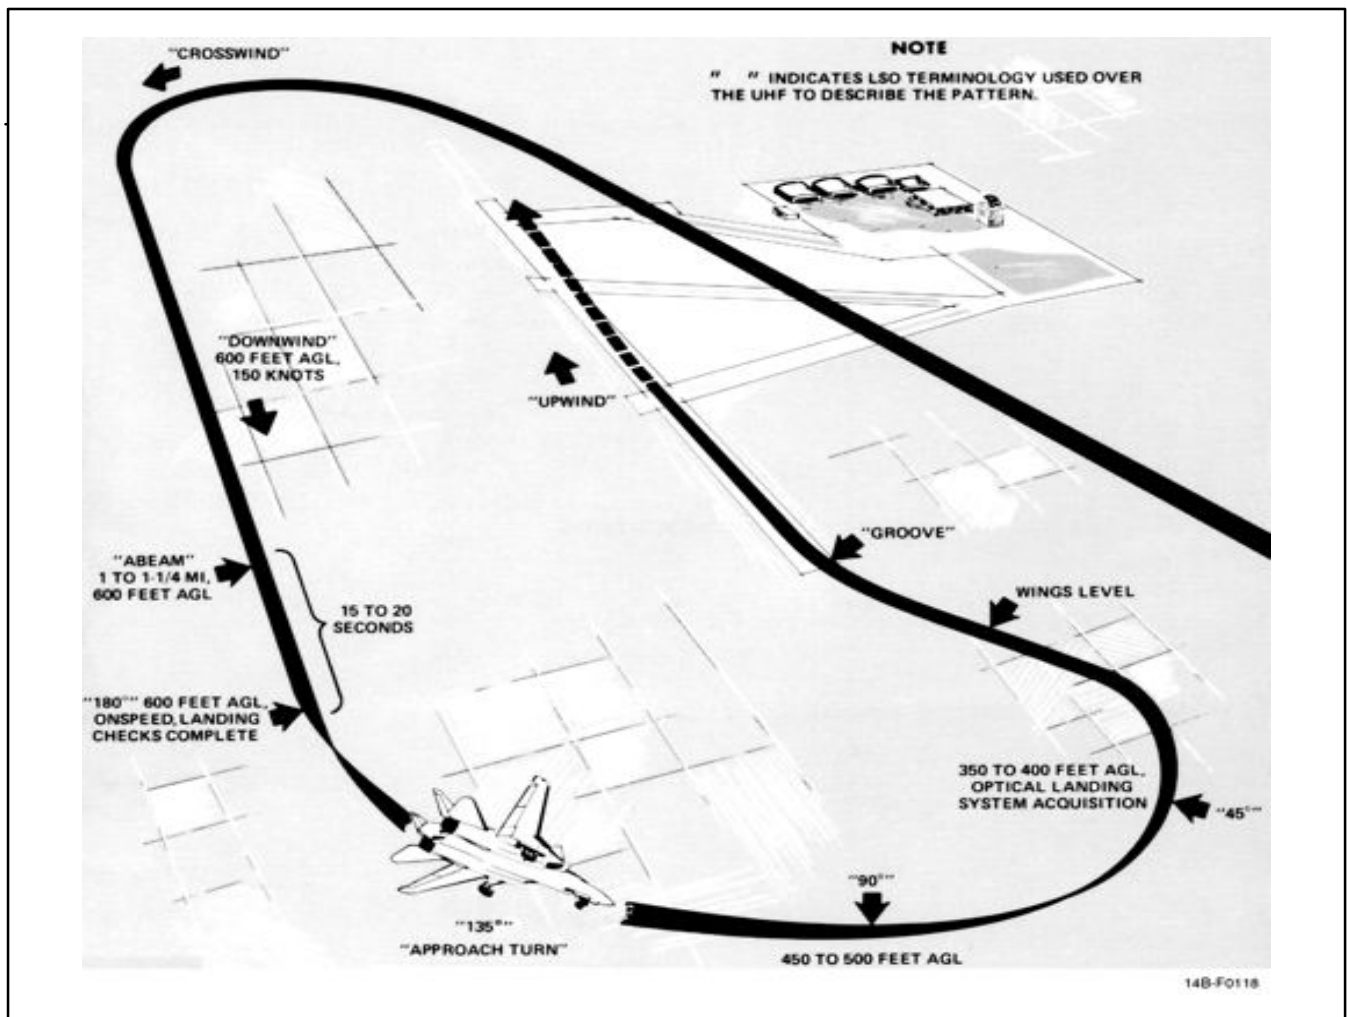 "CROSSWIND"
NOTE
" " INDICATES LSO TERMINOLOGY USED OVER
THE UHF TO DESCRIBE THE PATTERN.
"DOWNWIND"
600 FEET AGL,
150 KNOTS
"UPWIND"
"GROOVE"
"ABEAM"
1 TO 1-1/4 MI,
600 FEET AGL
15 TO 20
SECONDS
WINGS LEVEL
"180°" 600 FEET AGL,
ONSPEED, LANDING
CHECKS COMPLETE
350 TO 400 FEET AGL,
OPTICAL LANDING
SYSTEM ACQUISITION
"45°"
"90°"
"135°"
"APPROACH TURN"
450 TO 500 FEET AGL
14B-F0118